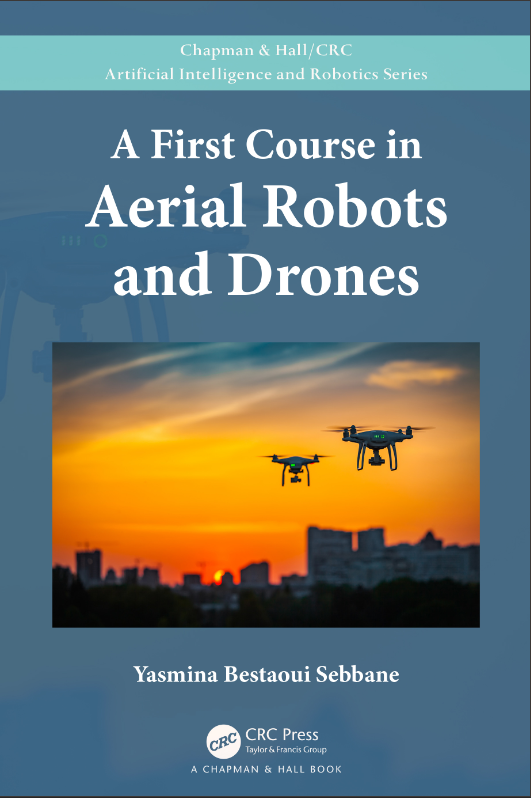 Chapman & Hall/CRC
Artificial Intelligence and Robotics Series
A First Course in
Aerial Robots
and Drones
Yasmina Bestaoui Sebbane
CRC
CRC Press
Taylor & Francis Group
A CHAPMAN & HALL BOOK